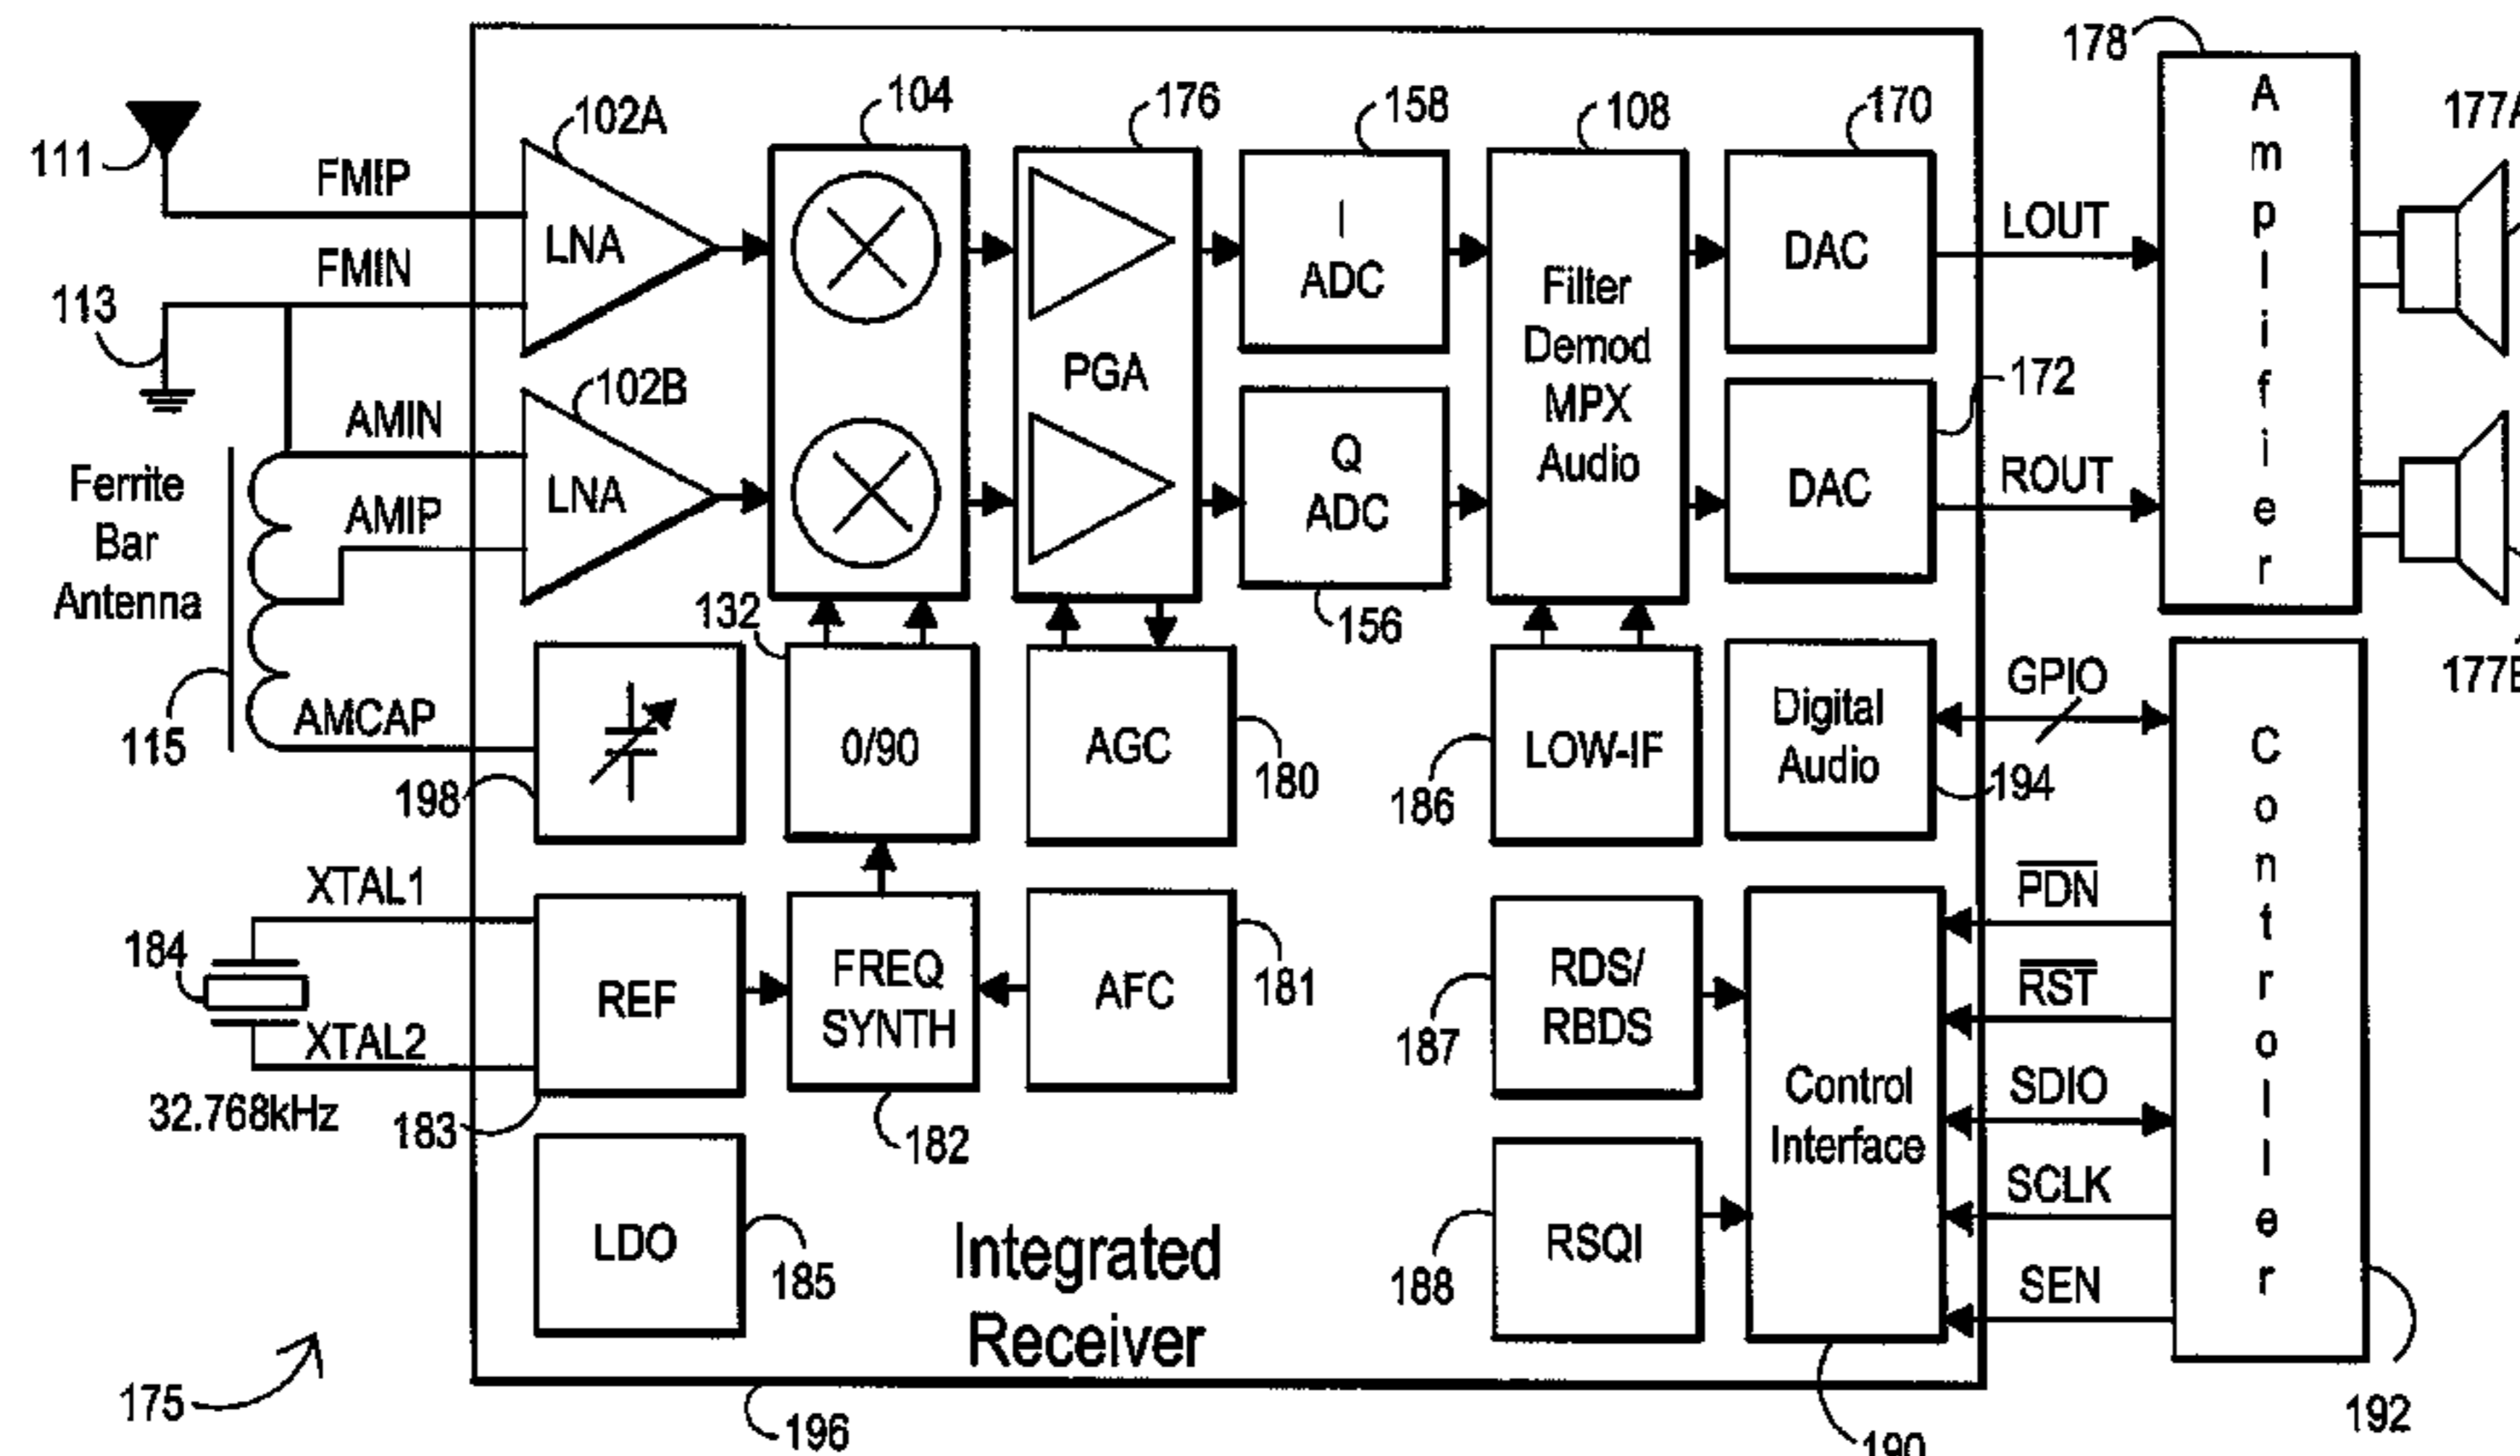 178
177A
104
176
158
108
170
102A
111
FMIP
LNA
I
ADC
DAC
LOUT
FMIN
113
Filter
Demod
MPX
Audio
PGA
102B
172
AMIN
Ferrite
Bar
Antenna
AMIP
LNA
Q
ADC
DAC
ROUT
Amplifier
132
156
177B
115
AMCAP
198
0/90
AGC
180
LOW-IF
186
Digital
Audio
194
GPIO
XTAL1
184
XTAL2
32.768kHz
REF
183
FREQ
SYNTH
182
AFC
181
RDS/
RBDS
187
Control
Interface
PDN
RST
SDIO
SCLK
SEN
Controller
LDO
185
Integrated
Receiver
RSQI
188
175
196
190
192